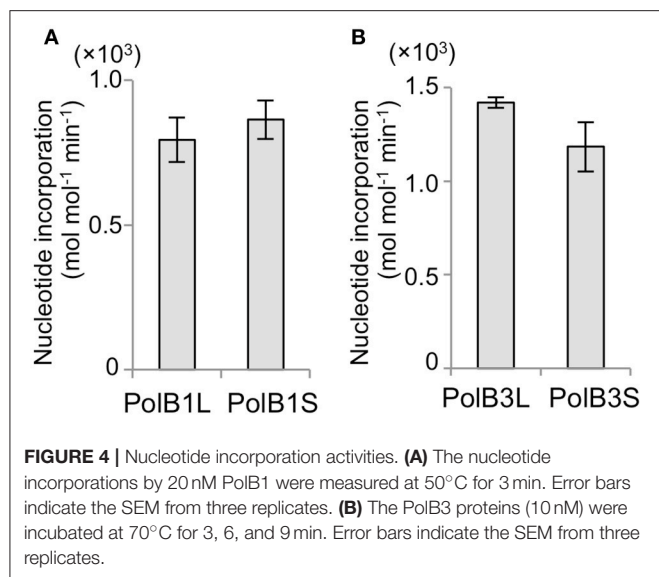 A
(×10³)
Nucleotide incorporation
(mol mol⁻¹ min⁻¹)
1.0
0.5
0
PolB1L PolB1S
B
(×10³)
Nucleotide incorporation
(mol mol⁻¹ min⁻¹)
1.5
1.0
0.5
0
PolB3L PolB3S
FIGURE 4 | Nucleotide incorporation activities. (A) The nucleotide
incorporations by 20 nM PolB1 were measured at 50°C for 3 min. Error bars
indicate the SEM from three replicates. (B) The PolB3 proteins (10 nM) were
incubated at 70°C for 3, 6, and 9 min. Error bars indicate the SEM from three
replicates.